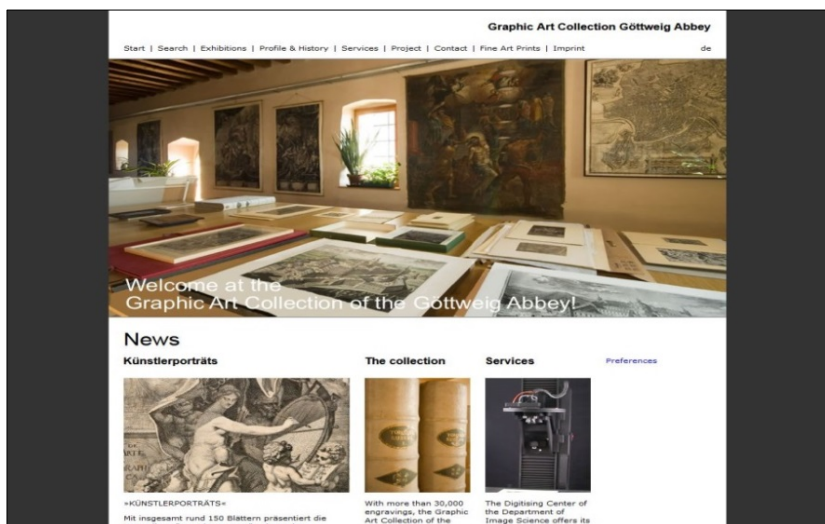 Graphic Art Collection Göttweig Abbey
Start | Search | Exhibitions | Profile & History | Services | Project | Contact | Fine Art Prints | Imprint de
Welcome at the
Graphic Art Collection of the Göttweig Abbey!
News
Künstlerporträts
»KÜNSTLERPORTRÄTS«
Mit insgesamt rund 150 Blättern präsentiert die
The collection
With more than 30,000
engravings, the Graphic
Art Collection of the
Services
The Digitising Center of
the Department of
Image Science offers its
Preferences